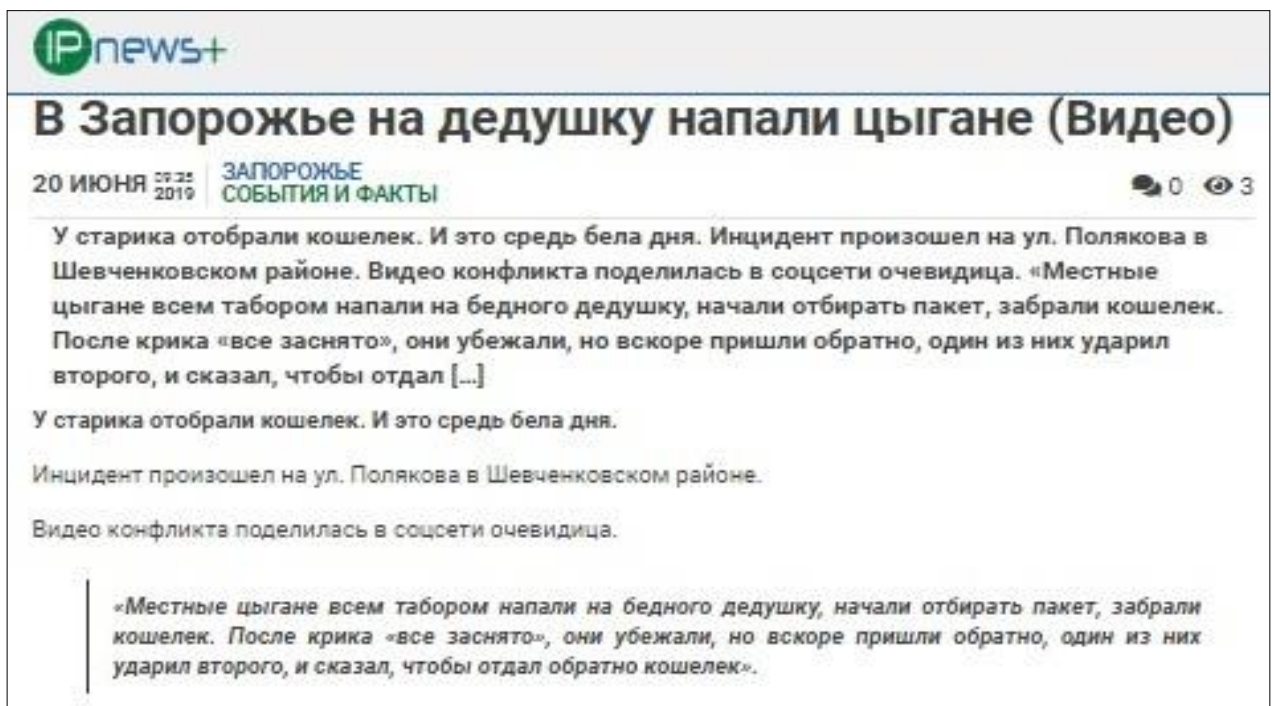 IPnews+
В Запорожье на дедушку напали цыгане (Видео)
20 ИЮНЯ 09:25 2019 ЗАПОРОЖЬЕ СОБЫТИЯ И ФАКТЫ 0 3
У старика отобрали кошелек. И это средь бела дня. Инцидент произошел на ул. Полякова в
Шевченковском районе. Видео конфликта поделилась в соцсети очевидица. «Местные
цыгане всем табором напали на бедного дедушку, начали отбирать пакет, забрали кошелек.
После крика «все заснято», они убежали, но вскоре пришли обратно, один из них ударил
второго, и сказал, чтобы отдал [...]
У старика отобрали кошелек. И это средь бела дня.
Инцидент произошел на ул. Полякова в Шевченковском районе.
Видео конфликта поделилась в соцсети очевидица.
«Местные цыгане всем табором напали на бедного дедушку, начали отбирать пакет, забрали
кошелек. После крика «все заснято», они убежали, но вскоре пришли обратно, один из них
ударил второго, и сказал, чтобы отдал обратно кошелек».